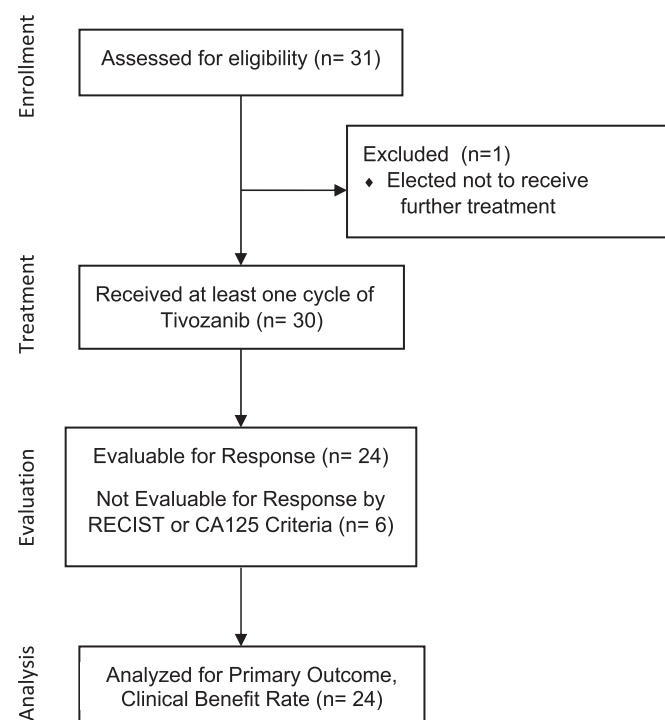 Enrollment
Assessed for eligibility (n= 31)
Excluded  (n=1)
♦ Elected not to receive
further treatment
Treatment
Received at least one cycle of
Tivozanib (n= 30)
Evaluation
Evaluable for Response (n= 24)
Not Evaluable for Response by
RECIST or CA125 Criteria (n= 6)
Analysis
Analyzed for Primary Outcome,
Clinical Benefit Rate (n= 24)